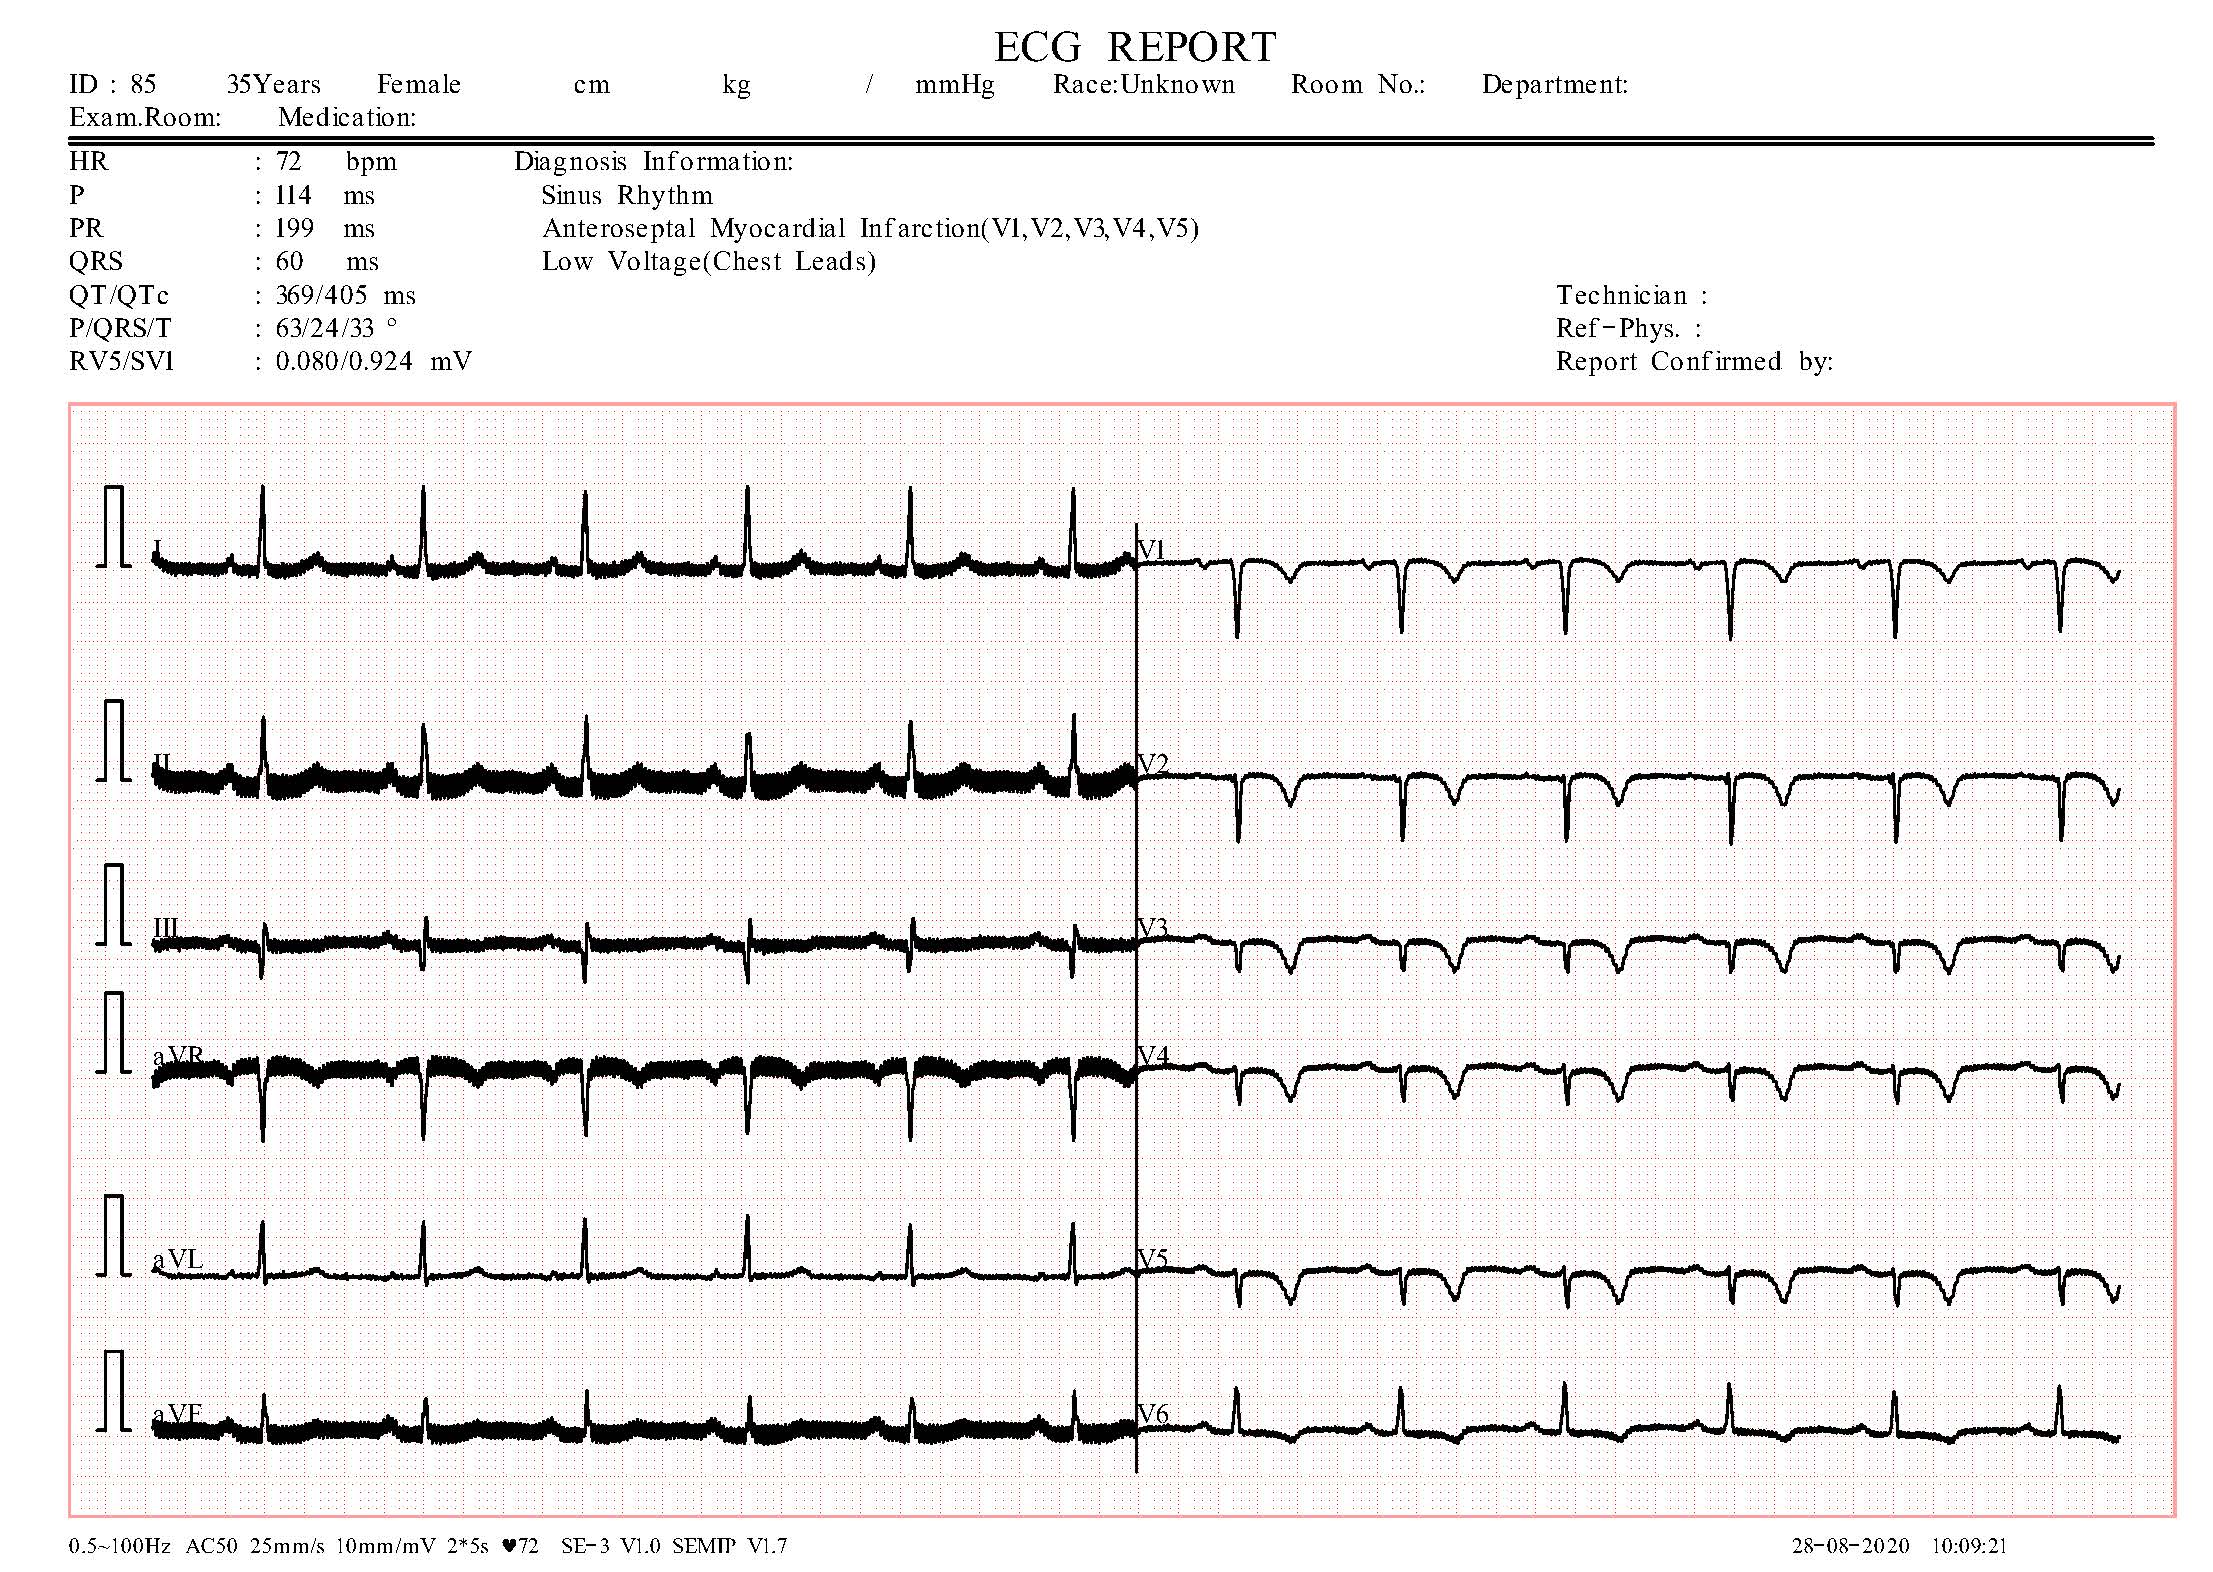 ECG REPORT
ID : 85 35Years Female cm kg / mmHg Race:Unknown Room No.: Department:
Exam.Room: Medication:
HR : 72 bpm Diagnosis Information:
P : 114 ms Sinus Rhythm
PR : 199 ms Anteroseptal Myocardial Infarction(V1,V2,V3,V4,V5)
QRS : 60 ms Low Voltage(Chest Leads)
QT/QTc : 369/405 ms Technician :
P/QRS/T : 63/24/33 ° Ref-Phys. :
RV5/SV1 : 0.080/0.924 mV Report Confirmed by:
I V1
II V2
III V3
aVR V4
aVL V5
aVF V6
0.5~100Hz AC50 25mm/s 10mm/mV 2*5s ♥72 SE-3 V1.0 SEMIP V1.7 28-08-2020 10:09:21